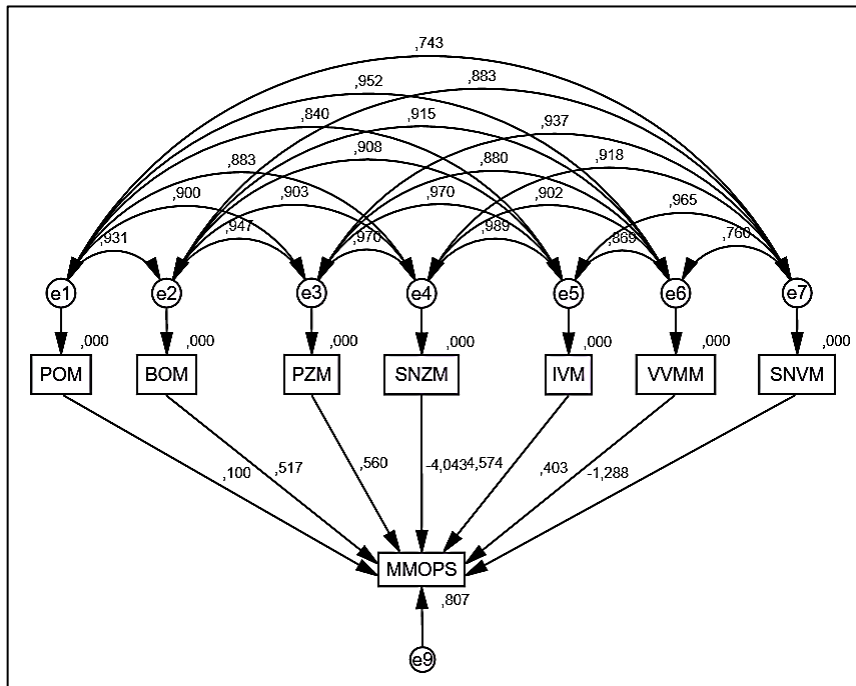 ,743
,952 ,883
,840 ,915 ,937
,883 ,908 ,880 ,918
,900 ,903 ,970 ,902 ,965
,931 ,947 ,976 ,989 ,869 ,760
e1 e2 e3 e4 e5 e6 e7
,000 ,000 ,000 ,000 ,000 ,000 ,000
POM BOM PZM SNZM IVM VVMM SNVM
,100 ,517 ,560 -4,043 4,574 ,403 -1,288
MMOPS
,807
e9